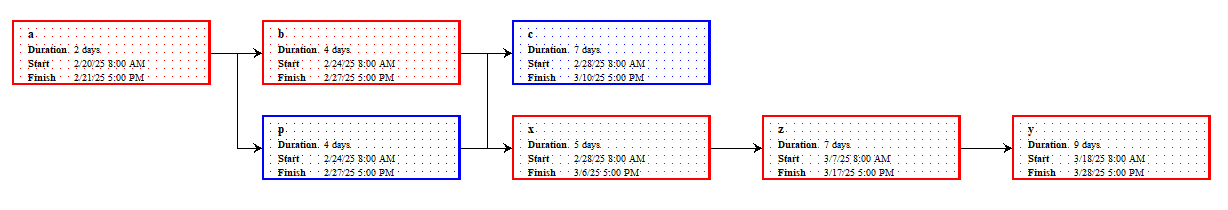 a
Duration 2 days
Start 2/20/25 8:00 AM
Finish 2/21/25 5:00 PM
b
Duration 4 days
Start 2/24/25 8:00 AM
Finish 2/27/25 5:00 PM
c
Duration 7 days
Start 2/28/25 8:00 AM
Finish 3/10/25 5:00 PM
p
Duration 4 days
Start 2/24/25 8:00 AM
Finish 2/27/25 5:00 PM
x
Duration 5 days
Start 2/28/25 8:00 AM
Finish 3/6/25 5:00 PM
z
Duration 7 days
Start 3/7/25 8:00 AM
Finish 3/17/25 5:00 PM
y
Duration 9 days
Start 3/18/25 8:00 AM
Finish 3/28/25 5:00 PM